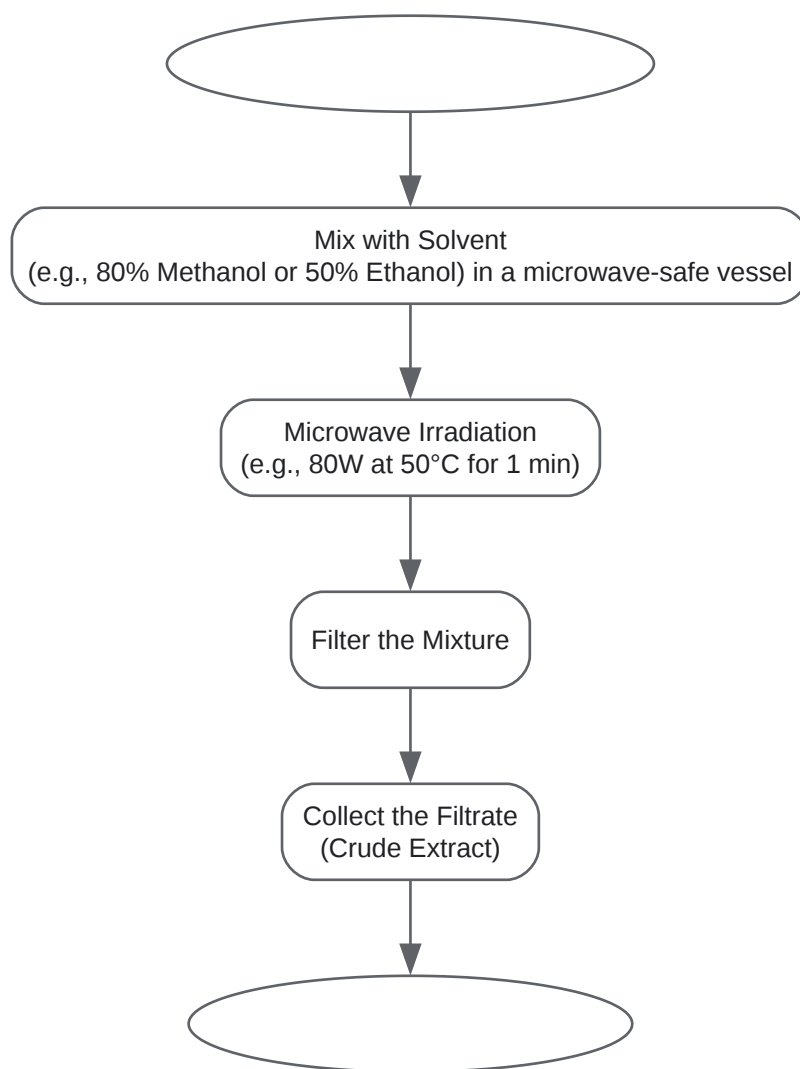 Mix with Solvent
(e.g., 80% Methanol or 50% Ethanol) in a microwave-safe vessel
Microwave Irradiation
(e.g., 80W at 50°C for 1 min)
Filter the Mixture
Collect the Filtrate
(Crude Extract)